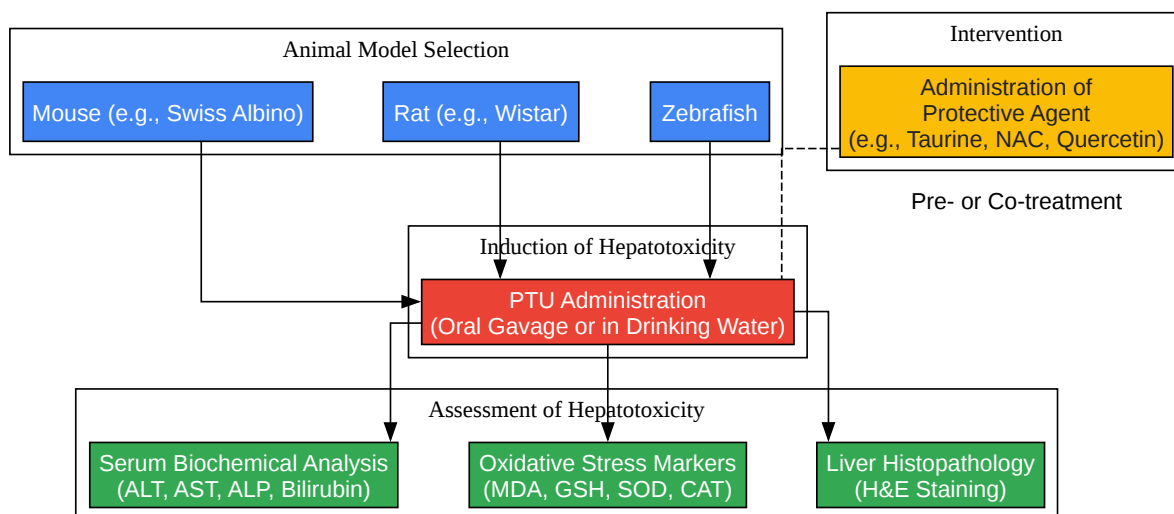 Animal Model Selection
Mouse (e.g., Swiss Albino)
Rat (e.g., Wistar)
Zebrafish
Intervention
Administration of
Protective Agent
(e.g., Taurine, NAC, Quercetin)
Pre- or Co-treatment
Induction of Hepatotoxicity
PTU Administration
(Oral Gavage or in Drinking Water)
Assessment of Hepatotoxicity
Serum Biochemical Analysis
(ALT, AST, ALP, Bilirubin)
Oxidative Stress Markers
(MDA, GSH, SOD, CAT)
Liver Histopathology
(H&E Staining)